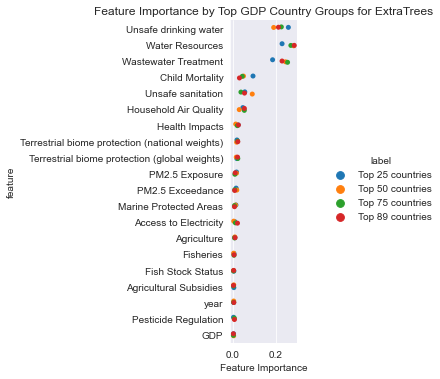 Feature Importance by Top GDP Country Groups for ExtraTrees
Unsafe drinking water
Water Resources
Wastewater Treatment
Child Mortality
Unsafe sanitation
Household Air Quality
Health Impacts
Terrestrial biome protection (national weights)
Terrestrial biome protection (global weights)
PM2.5 Exposure
PM2.5 Exceedance
Marine Protected Areas
Access to Electricity
Agriculture
Fisheries
Fish Stock Status
Agricultural Subsidies
year
Pesticide Regulation
GDP
feature
0.0 0.2
Feature Importance
label
Top 25 countries
Top 50 countries
Top 75 countries
Top 89 countries